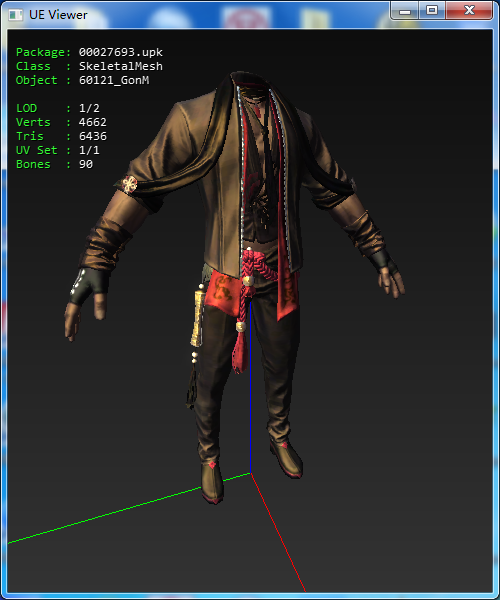 UE Viewer
Package: 00027693.upk
Class : SkeletalMesh
Object : 60121_GonM
LOD : 1/2
Verts : 4662
Tris : 6436
UV Set : 1/1
Bones : 90